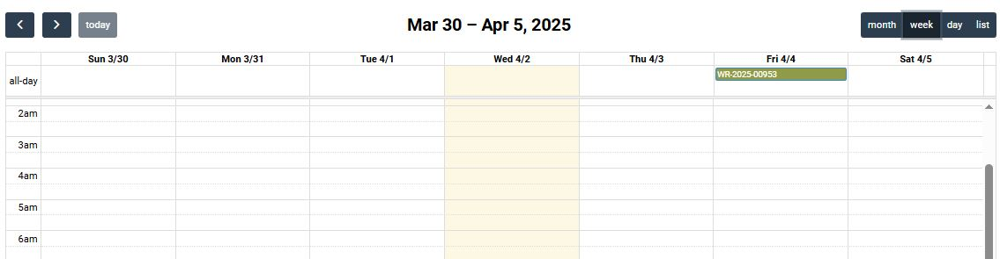 today
Mar 30 – Apr 5, 2025
month week day list
Sun 3/30 Mon 3/31 Tue 4/1 Wed 4/2 Thu 4/3 Fri 4/4 Sat 4/5
all-day WR-2025-00953
2am
3am
4am
5am
6am